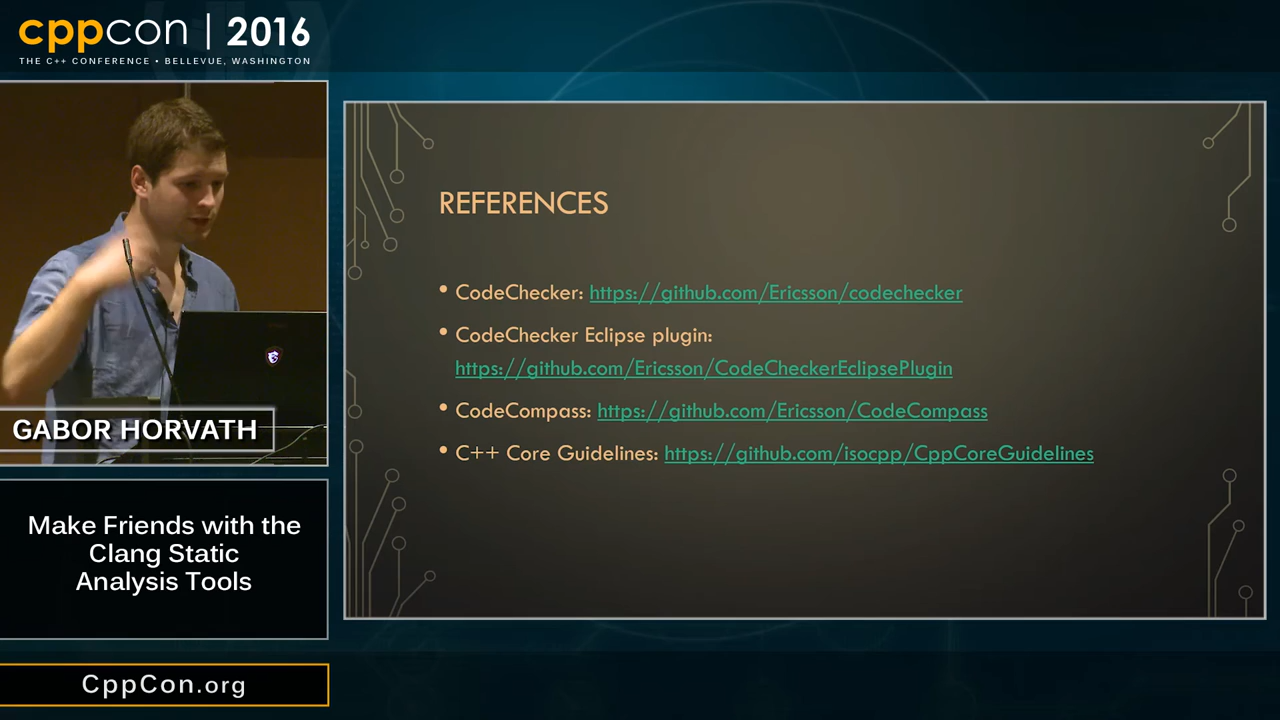 cppcon | 2016
THE C++ CONFERENCE • BELLEVUE, WASHINGTON
GABOR HORVATH
Make Friends with the
Clang Static
Analysis Tools
CppCon.org
REFERENCES
• CodeChecker: https://github.com/Ericsson/codechecker
• CodeChecker Eclipse plugin:
https://github.com/Ericsson/CodeCheckerEclipsePlugin
• CodeCompass: https://github.com/Ericsson/CodeCompass
• C++ Core Guidelines: https://github.com/isocpp/CppCoreGuidelines